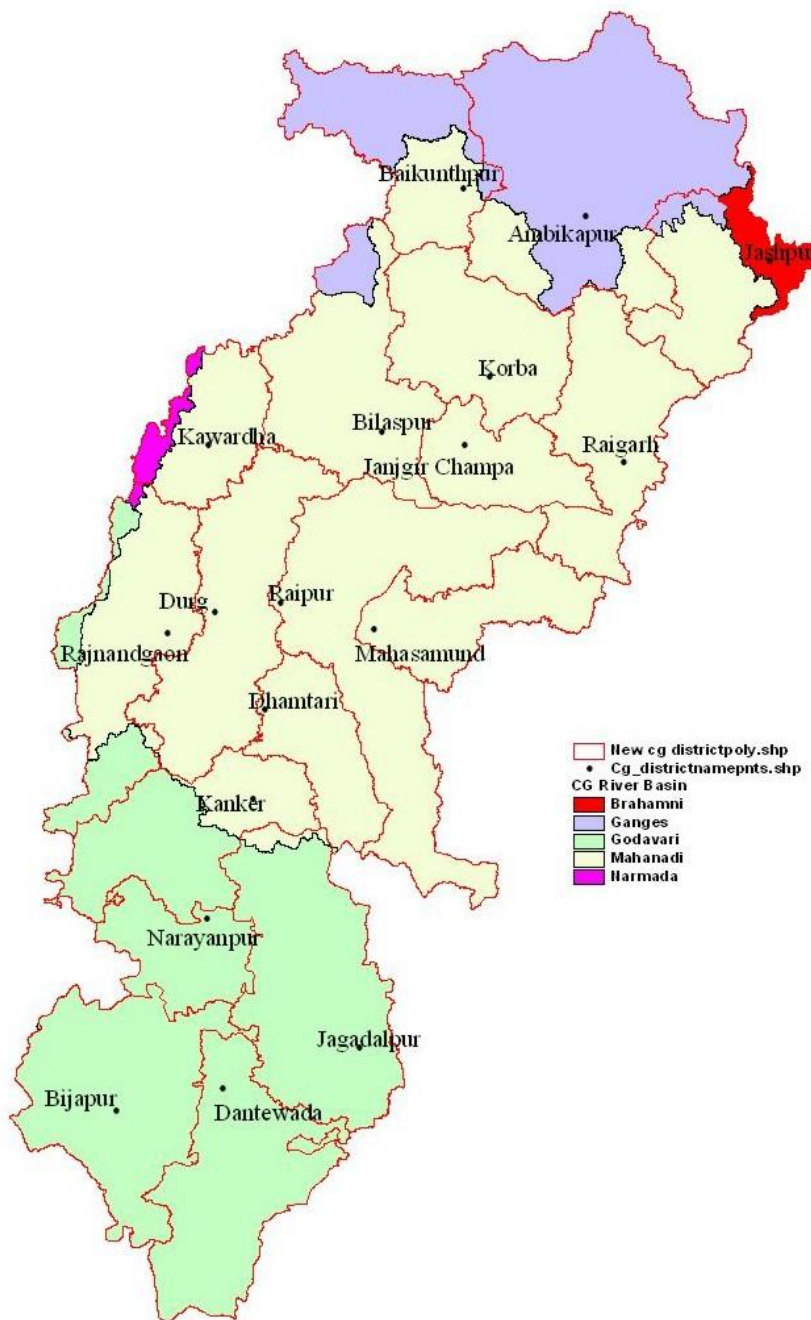 Baikunthpur
Ambikapur
Jashpur
Korba
Bilaspur
Kawardha
Janjgir Champa
Raigarh
Durg
Raipur
Rajnandgaon
Mahasamund
Dhamtari
Kanker
New cg districtpoly.shp
Cg_districtnamepnts.shp
CG River Basin
Brahamni
Ganges
Godavari
Mahanadi
Narmada
Narayanpur
Jagadalpur
Bijapur
Dantewada